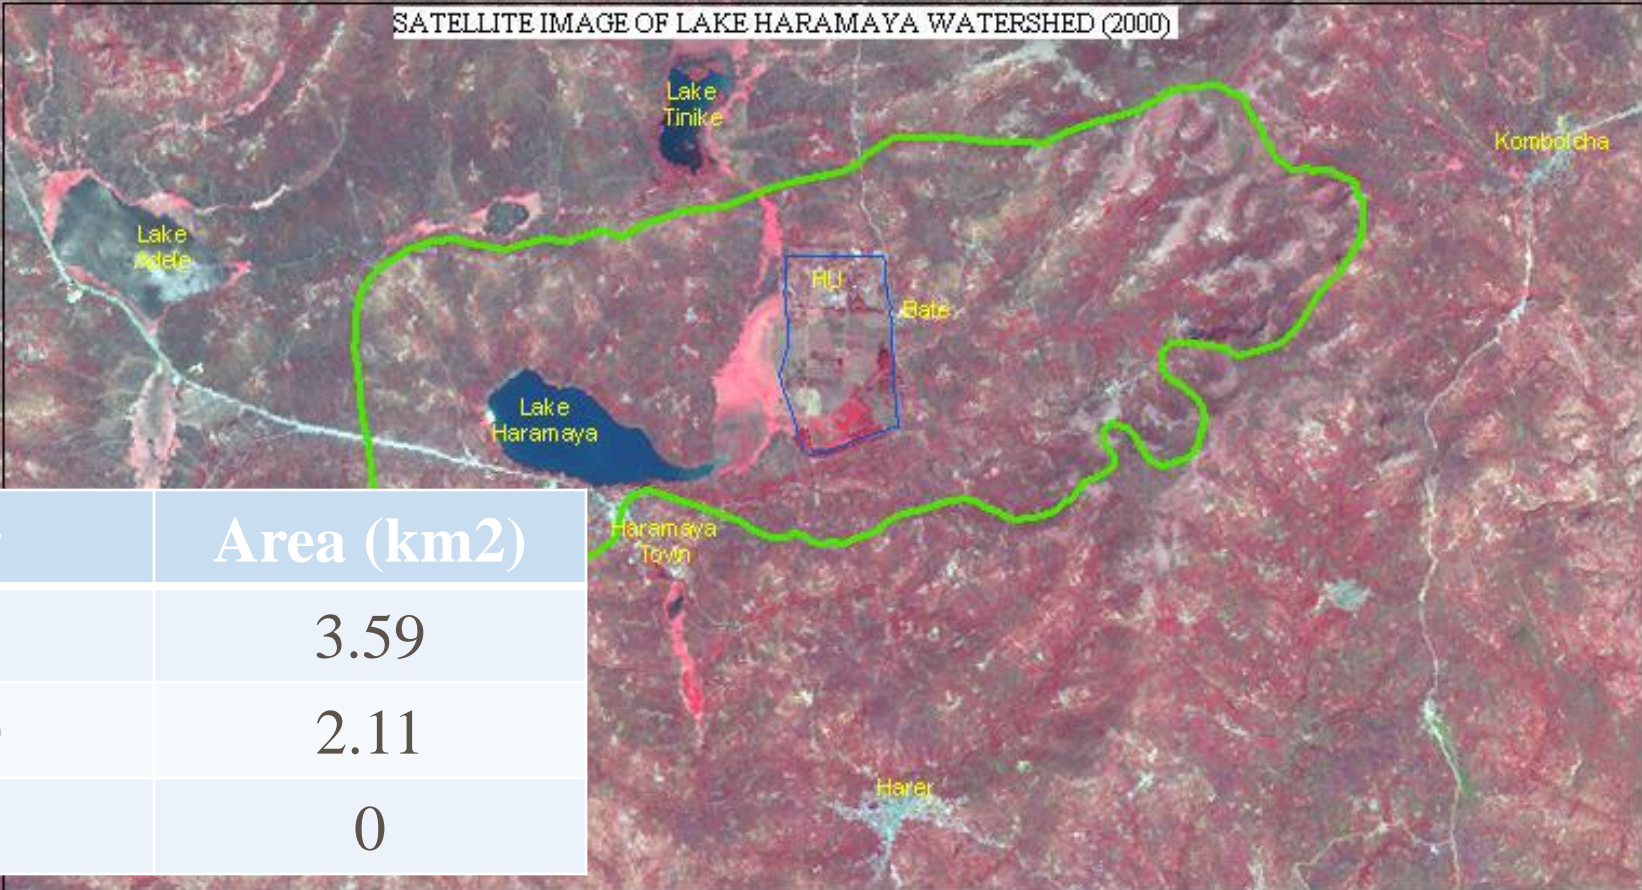 SATELLITE IMAGE OF LAKE HARAMAYA WATERSHED (2000)
Lake
Tinike
Kombolcha
Lake
Adele
HU
Bate
Lake
Haramaya
Haramaya
Town
Area (km2)
3.59
2.11
0
Harer